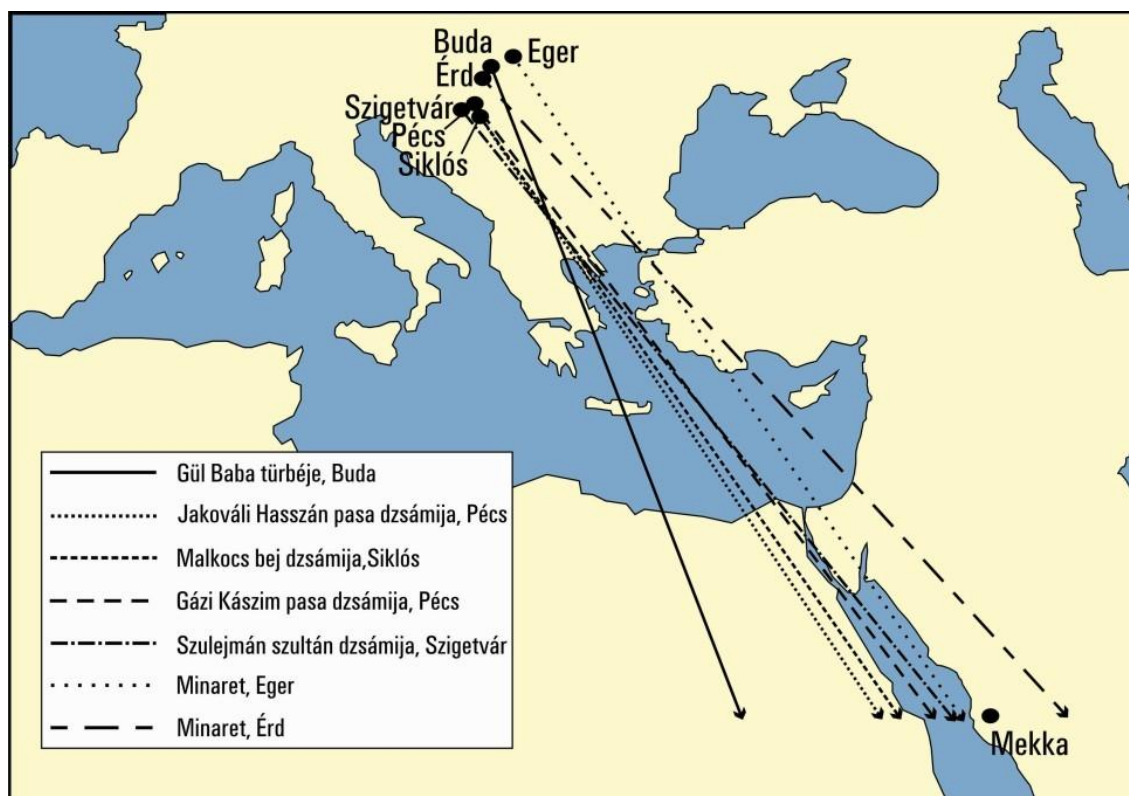 Buda
Eger
Érd
Szigetvár
Pécs
Siklós
Gül Baba türbéje, Buda
Jakováli Hasszán pasa dzsámija, Pécs
Malkocs bej dzsámija,Siklós
Gázi Kászim pasa dzsámija, Pécs
Szulejmán szultán dzsámija, Szigetvár
Minaret, Eger
Minaret, Érd
Mekka